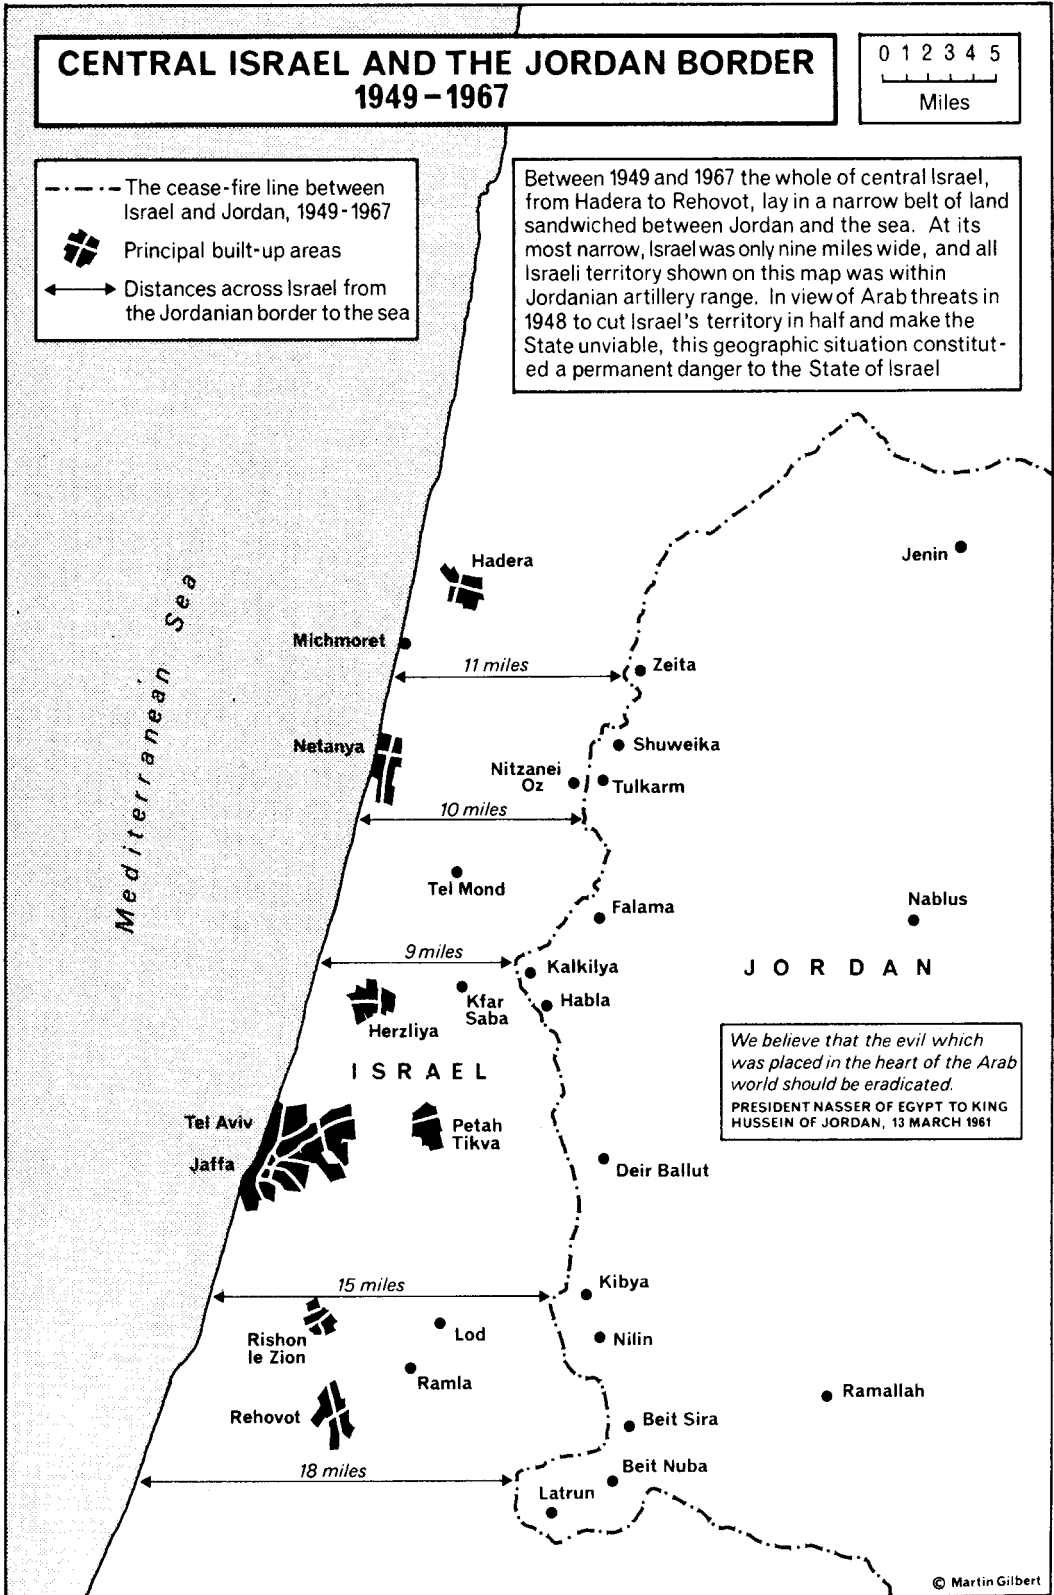 CENTRAL ISRAEL AND THE JORDAN BORDER
1949–1967
0 1 2 3 4 5
Miles
The cease-fire line between
Israel and Jordan, 1949-1967
Principal built-up areas
Distances across Israel from
the Jordanian border to the sea
Between 1949 and 1967 the whole of central Israel,
from Hadera to Rehovot, lay in a narrow belt of land
sandwiched between Jordan and the sea. At its
most narrow, Israel was only nine miles wide, and all
Israeli territory shown on this map was within
Jordanian artillery range. In view of Arab threats in
1948 to cut Israel's territory in half and make the
State unviable, this geographic situation constitut-
ed a permanent danger to the State of Israel
Mediterranean Sea
Hadera
Jenin
Michmoret
11 miles
Zeita
Netanya
Shuweika
Nitzanei
Oz
Tulkarm
10 miles
Tel Mond
Falama
Nablus
9 miles
Kalkilya
JORDAN
Kfar
Saba
Habla
Herzliya
ISRAEL
We believe that the evil which
was placed in the heart of the Arab
world should be eradicated.
PRESIDENT NASSER OF EGYPT TO KING
HUSSEIN OF JORDAN, 13 MARCH 1961
Tel Aviv
Petah
Tikva
Jaffa
Deir Ballut
15 miles
Kibya
Rishon
le Zion
Lod
Nilin
Ramla
Ramallah
Rehovot
Beit Sira
18 miles
Beit Nuba
Latrun
© Martin Gilbert